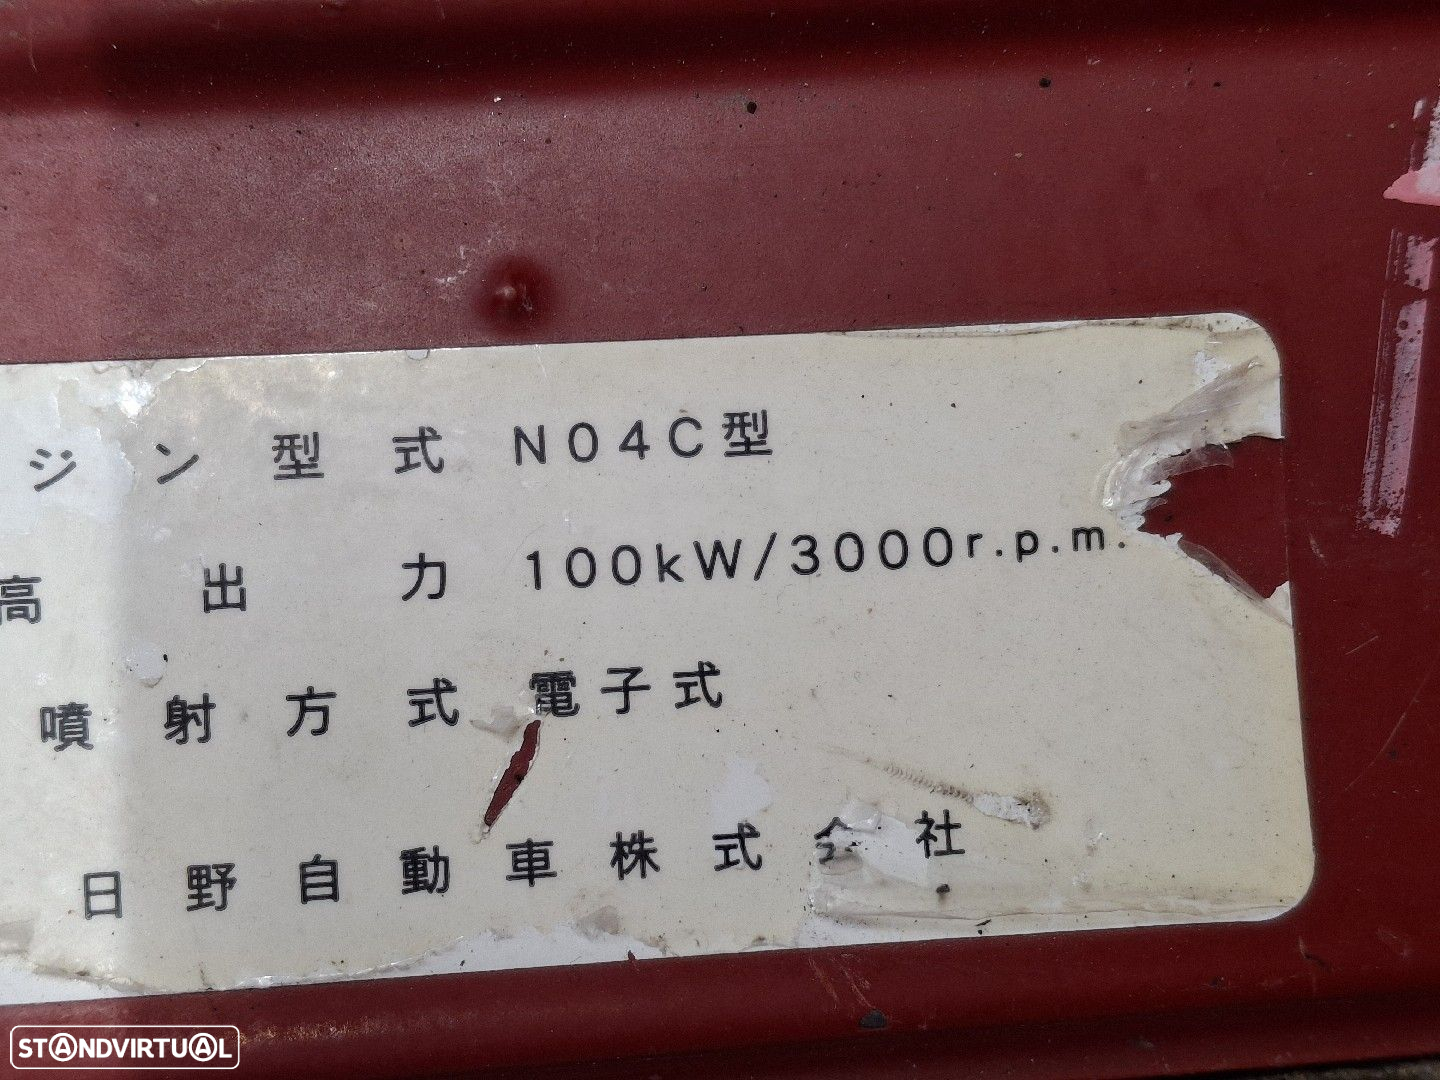 ジン型式 N04C型
高出力 100kW/3000r.p.m.
噴射方式 電子式
日野自動車株式会社
STANDVIRTUAL